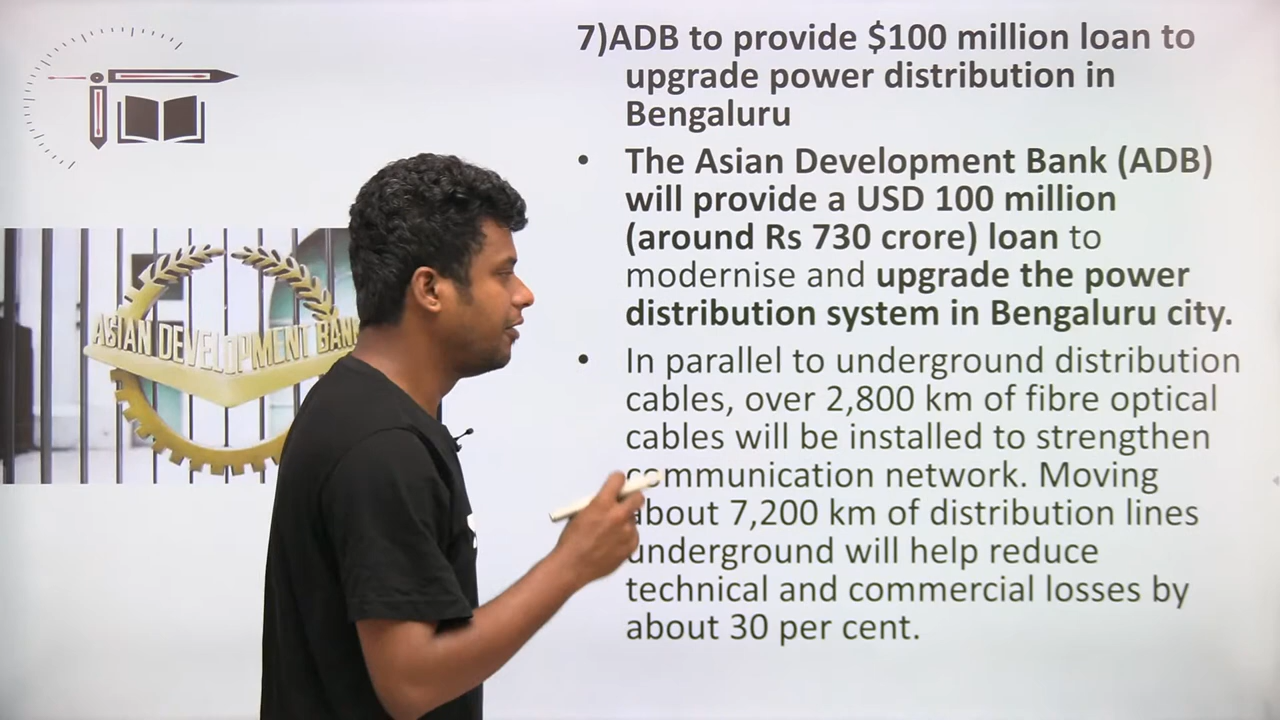 7)ADB to provide $100 million loan to
upgrade power distribution in
Bengaluru
• The Asian Development Bank (ADB)
will provide a USD 100 million
(around Rs 730 crore) loan to
modernise and upgrade the power
distribution system in Bengaluru city.
• In parallel to underground distribution
cables, over 2,800 km of fibre optical
cables will be installed to strengthen
communication network. Moving
about 7,200 km of distribution lines
underground will help reduce
technical and commercial losses by
about 30 per cent.
ASIAN DEVELOPMENT BANK